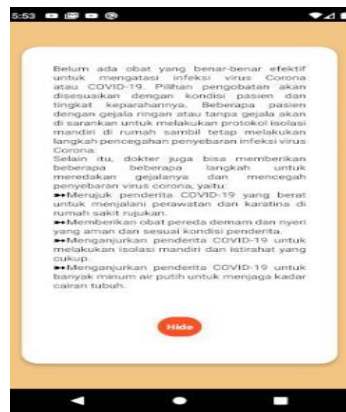 5:53
Belum ada obat yang benar-benar efektif
untuk mengatasi infeksi virus Corona
atau COVID-19. Pilihan pengobatan akan
disesuaikan dengan kondisi pasien dan
tingkat keparahannya. Beberapa pasien
dengan gejala ringan atau tanpa gejala akan
di sarankan untuk melakukan protokol isolasi
mandiri di rumah sambil tetap melakukan
langkah pencegahan penyebaran infeksi virus
Corona.
Selain itu, dokter juga bisa memberikan
beberapa beberapa langkah untuk
meredakan gejalanya dan mencegah
penyebaran virus corona, yaitu:
➻Merujuk penderita COVID-19 yang berat
untuk menjalani perawatan dan karatina di
rumah sakit rujukan.
➻Memberikan obat pereda demam dan nyeri
yang aman dan sesuai kondisi penderita.
➻Menganjurkan penderita COVID-19 untuk
melakukan isolasi mandiri dan istirahat yang
cukup.
➻Menganjurkan penderita COVID-19 untuk
banyak minum air putih untuk menjaga kadar
cairan tubuh.
Hide